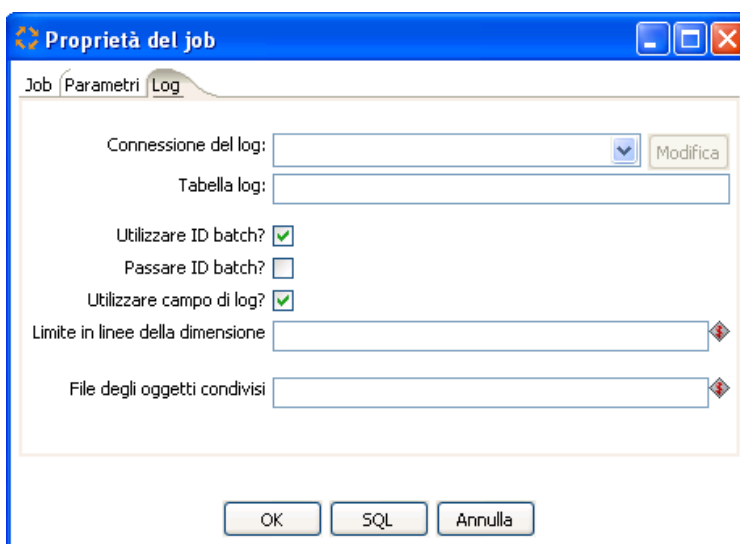 Proprietà del job
Job Parametri Log
Connessione del log: Modifica
Tabella log:
Utilizzare ID batch?
Passare ID batch?
Utilizzare campo di log?
Limite in linee della dimensione
File degli oggetti condivisi
OK SQL Annulla